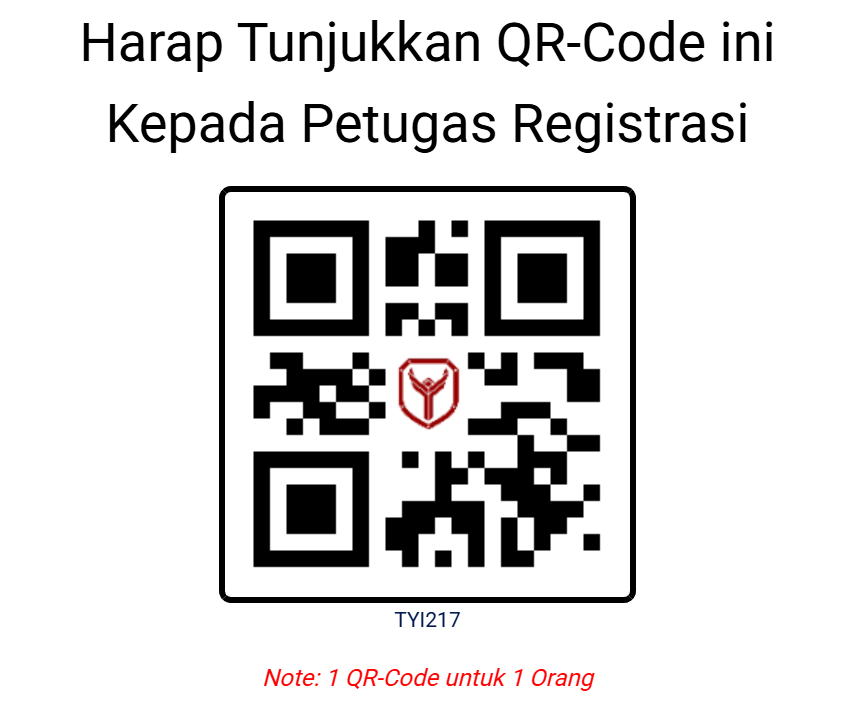 Harap Tunjukkan QR-Code ini
Kepada Petugas Registrasi
TYI217
Note: 1 QR-Code untuk 1 Orang